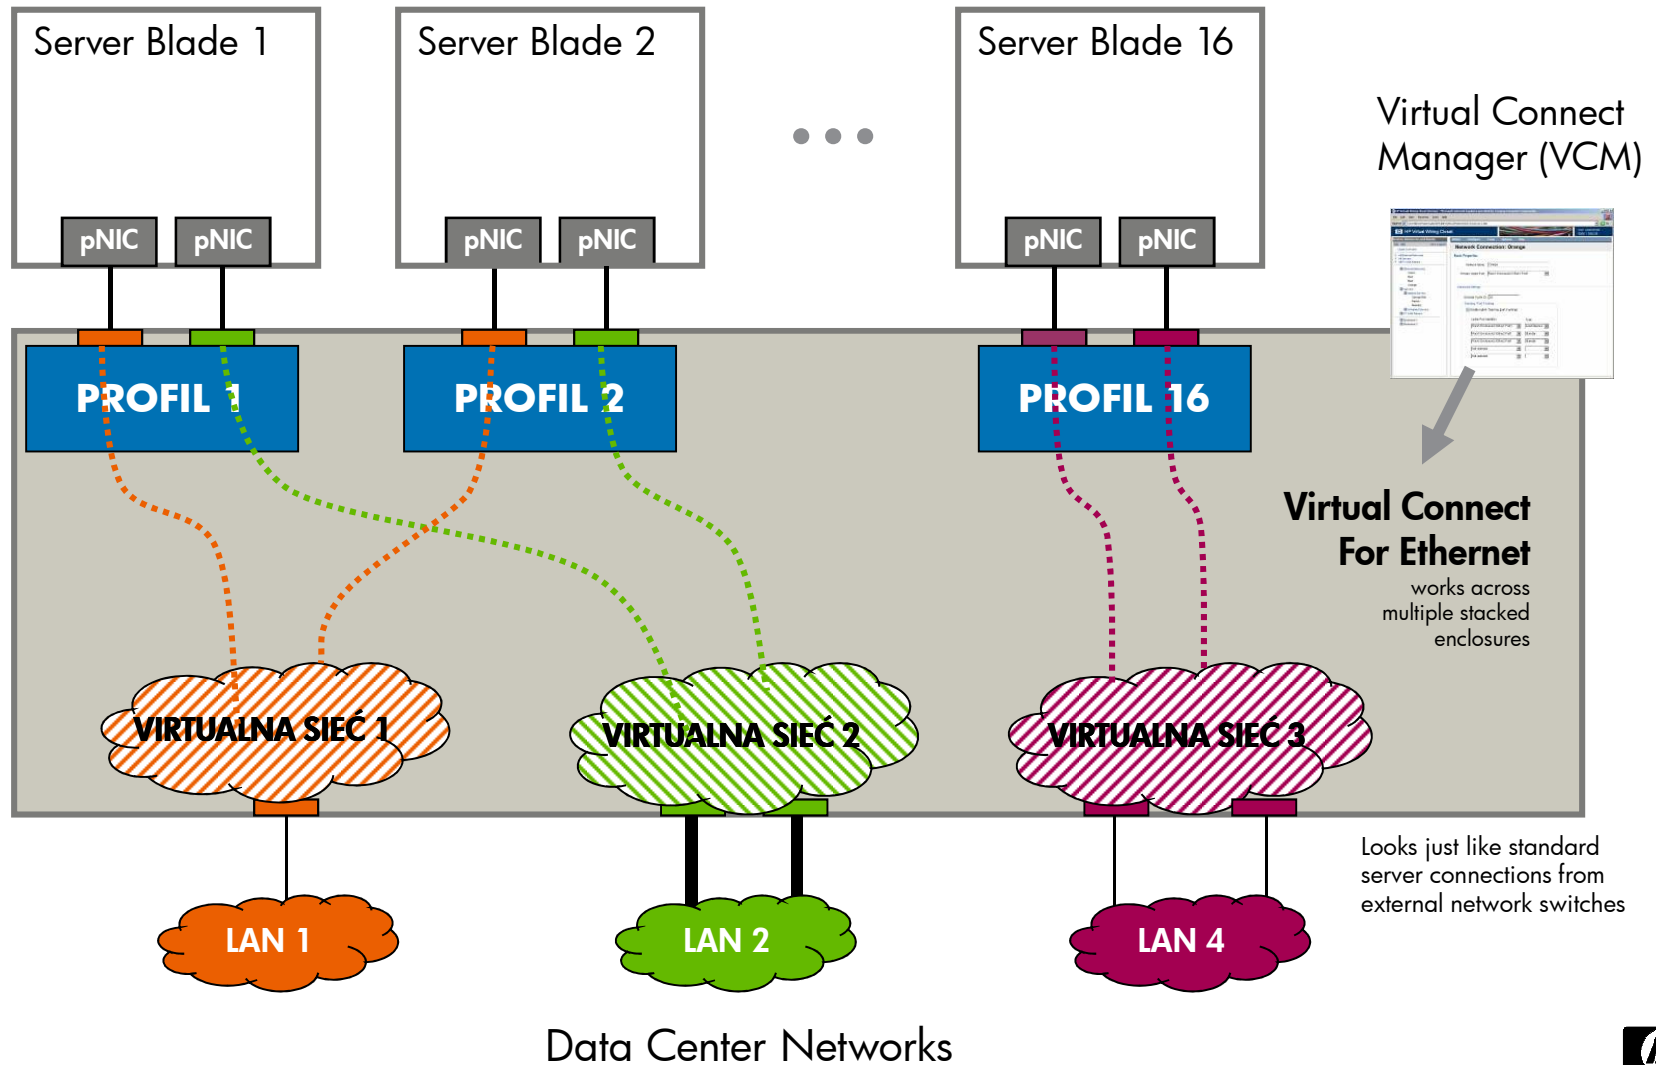 Server Blade 1
Server Blade 2
Server Blade 16
Virtual Connect
Manager (VCM)
pNIC
pNIC
pNIC
pNIC
pNIC
pNIC
Network Connection: Orange
PROFIL 1
PROFIL 2
PROFIL 16
Virtual Connect
For Ethernet
works across
multiple stacked
enclosures
VIRTUALNA SIEĆ 1
VIRTUALNA SIEĆ 2
VIRTUALNA SIEĆ 3
Looks just like standard
server connections from
external network switches
LAN 1
LAN 2
LAN 4
Data Center Networks